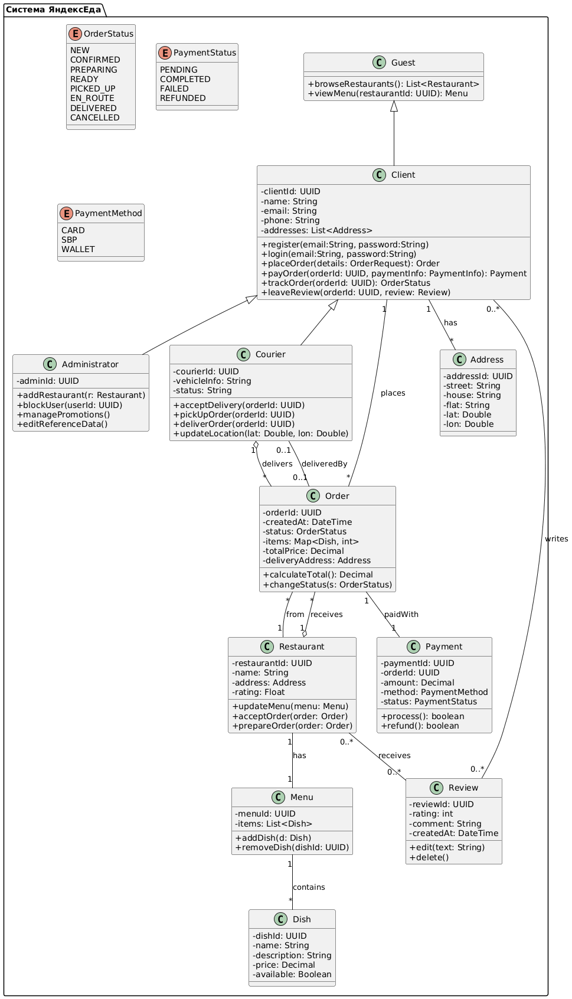 Система ЯндексЕда
E OrderStatus
NEW
CONFIRMED
PREPARING
READY
PICKED_UP
EN_ROUTE
DELIVERED
CANCELLED
E PaymentStatus
PENDING
COMPLETED
FAILED
REFUNDED
C Guest
+browseRestaurants(): List<Restaurant>
+viewMenu(restaurantId: UUID): Menu
E PaymentMethod
CARD
SBP
WALLET
C Client
-clientId: UUID
-name: String
-email: String
-phone: String
-addresses: List<Address>
+register(email:String, password:String)
+login(email:String, password:String)
+placeOrder(details: OrderRequest): Order
+payOrder(orderId: UUID, paymentInfo: PaymentInfo): Payment
+trackOrder(orderId: UUID): OrderStatus
+leaveReview(orderId: UUID, review: Review)
1
1
0..*
has
*
C Administrator
-adminId: UUID
+addRestaurant(r: Restaurant)
+blockUser(userId: UUID)
+managePromotions()
+editReferenceData()
C Courier
-courierId: UUID
-vehicleInfo: String
-status: String
+acceptDelivery(orderId: UUID)
+pickUpOrder(orderId: UUID)
+deliverOrder(orderId: UUID)
+updateLocation(lat: Double, lon: Double)
places
C Address
-addressId: UUID
-street: String
-house: String
-flat: String
-lat: Double
-lon: Double
1
0..1
delivers
deliveredBy
*
0..1
*
C Order
-orderId: UUID
-createdAt: DateTime
-status: OrderStatus
-items: Map<Dish, int>
-totalPrice: Decimal
-deliveryAddress: Address
+calculateTotal(): Decimal
+changeStatus(s: OrderStatus)
writes
*
*
1
from
receives
paidWith
1
1
1
C Restaurant
-restaurantId: UUID
-name: String
-address: Address
-rating: Float
+updateMenu(menu: Menu)
+acceptOrder(order: Order)
+prepareOrder(order: Order)
C Payment
-paymentId: UUID
-orderId: UUID
-amount: Decimal
-method: PaymentMethod
-status: PaymentStatus
+process(): boolean
+refund(): boolean
1
0..*
has
receives
1
0..*
0..*
C Menu
-menuId: UUID
-items: List<Dish>
+addDish(d: Dish)
+removeDish(dishId: UUID)
C Review
-reviewId: UUID
-rating: int
-comment: String
-createdAt: DateTime
+edit(text: String)
+delete()
1
contains
*
C Dish
-dishId: UUID
-name: String
-description: String
-price: Decimal
-available: Boolean